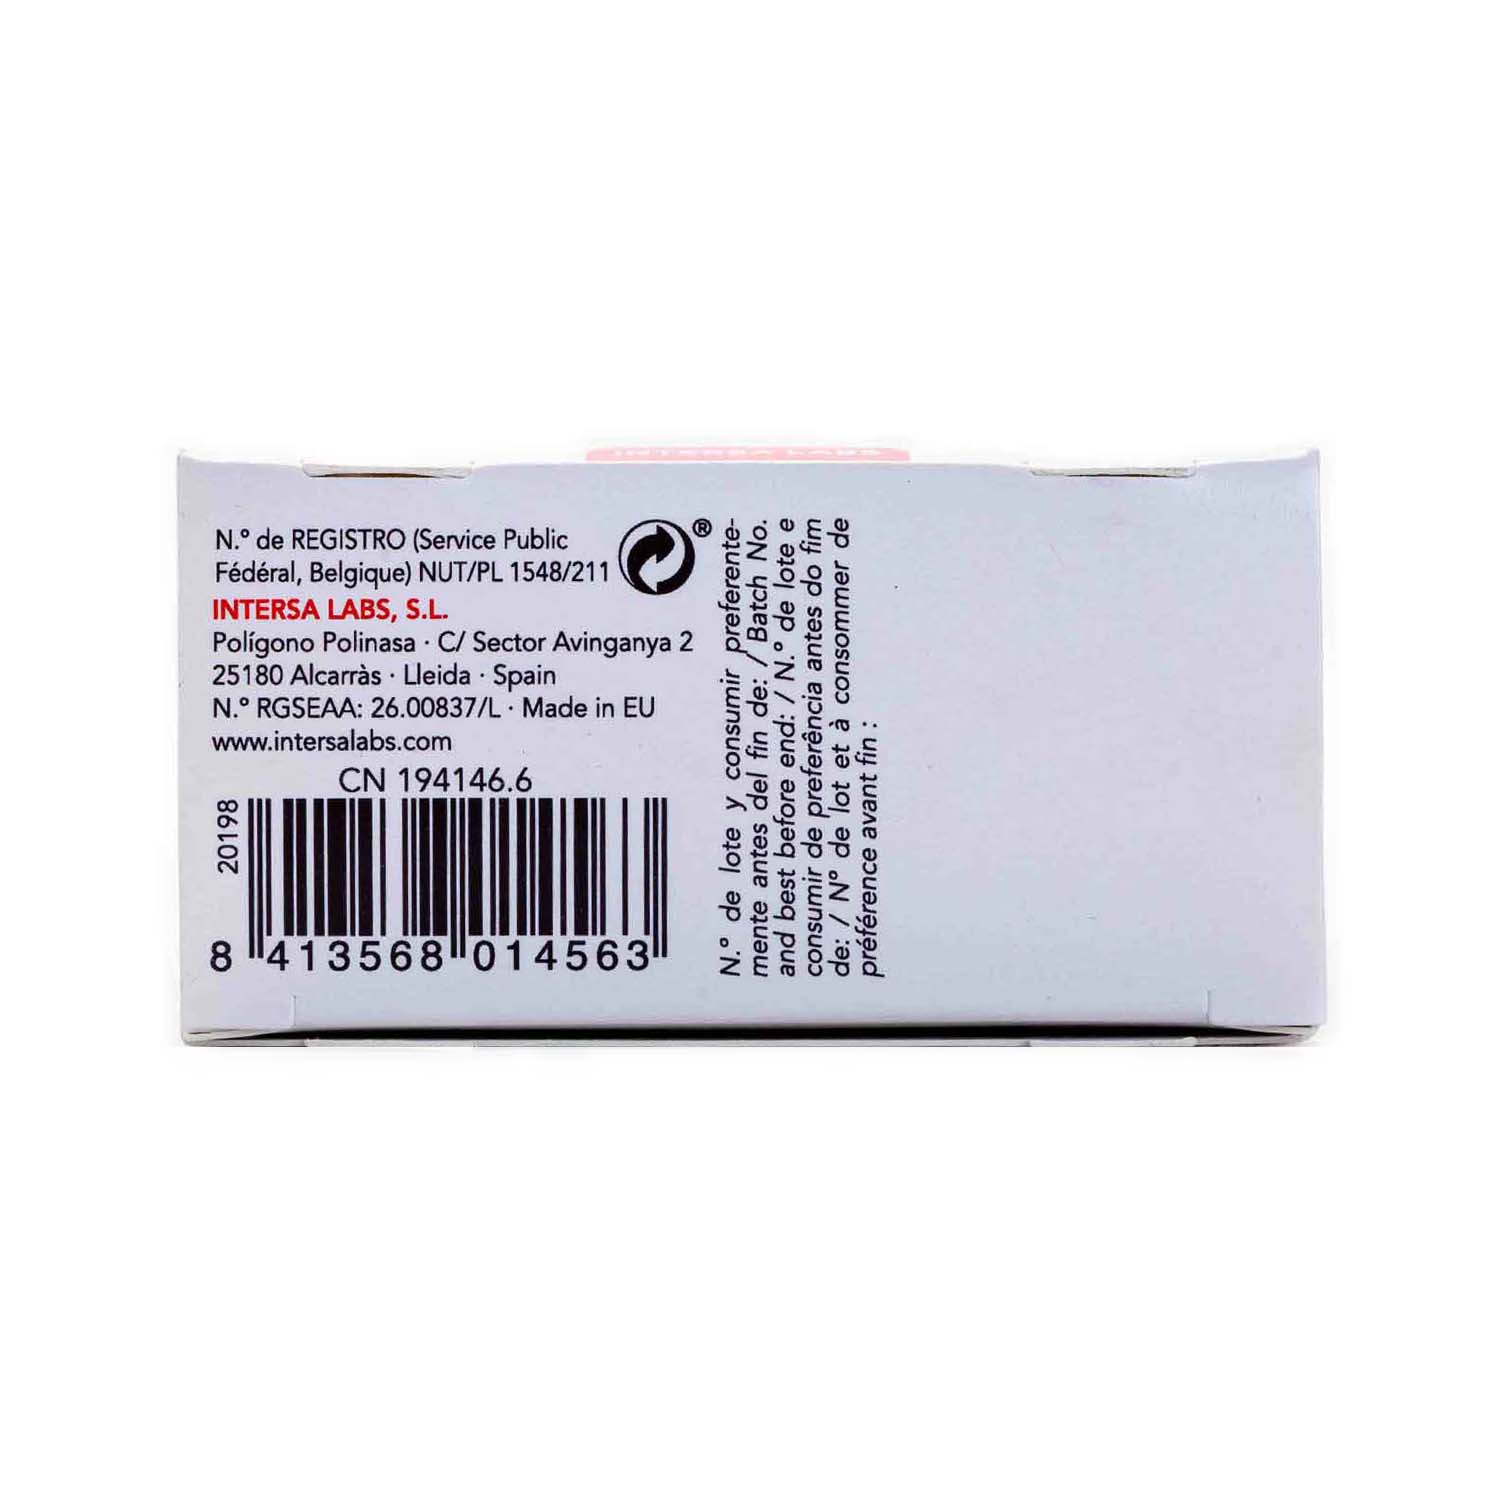 INTERSA LABS
N.º de REGISTRO (Service Public
Fédéral, Belgique) NUT/PL 1548/211
®
INTERSA LABS, S.L.
Polígono Polinasa · C/ Sector Avinganya 2
25180 Alcarràs · Lleida · Spain
N.º RGSEAA: 26.00837/L · Made in EU
www.intersalabs.com
CN 194146.6
20198
8 413568 014563
N.º de lote y consumir preferente-
mente antes del fin de: / Batch No.
and best before end: / N.º de lote e
consumir de preferência antes do fim
de: / Nº de lot et à consommer de
préférence avant fin :